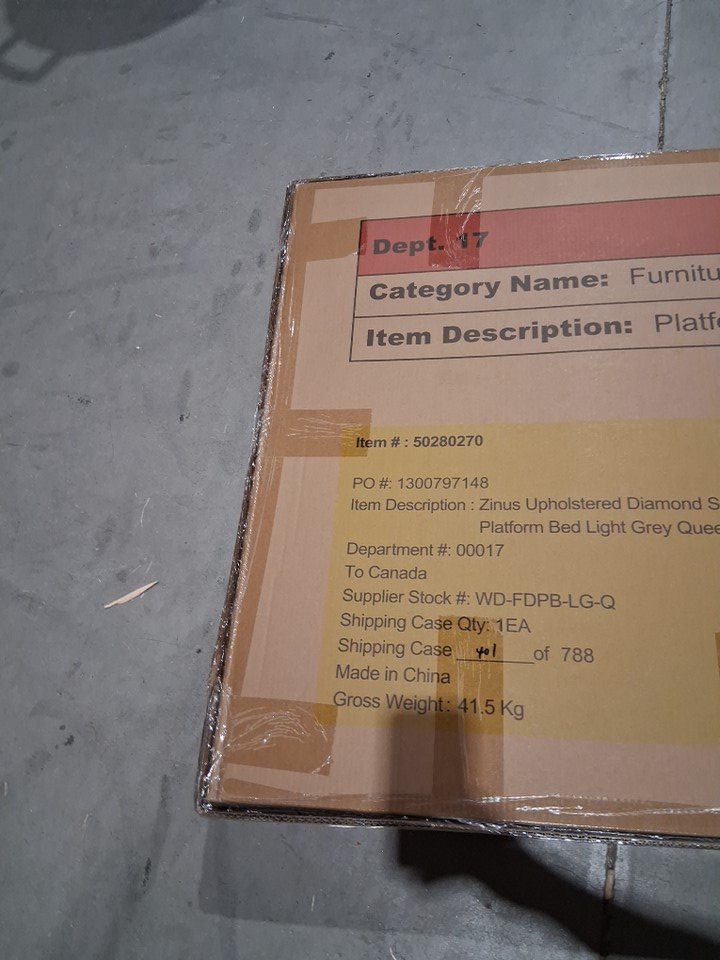 Dept. 17
Category Name: Furnitu
Item Description: Platfo
Item # : 50280270
PO #: 1300797148
Item Description : Zinus Upholstered Diamond S
Platform Bed Light Grey Quee
Department #: 00017
To Canada
Supplier Stock #: WD-FDPB-LG-Q
Shipping Case Qty: 1EA
Shipping Case 401 of 788
Made in China
Gross Weight: 41.5 Kg